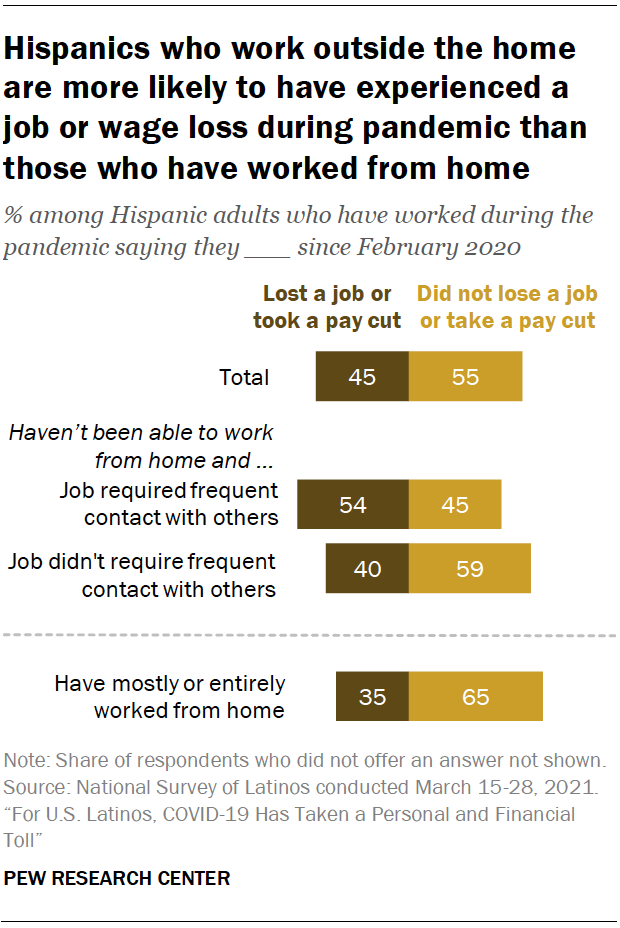 Hispanics who work outside the home
are more likely to have experienced a
job or wage loss during pandemic than
those who have worked from home
% among Hispanic adults who have worked during the
pandemic saying they ___ since February 2020
Lost a job or
took a pay cut
Did not lose a job
or take a pay cut
Total 45 55
Haven't been able to work
from home and ...
Job required frequent
contact with others
54 45
Job didn't require frequent
contact with others
40 59
Have mostly or entirely
worked from home
35 65
Note: Share of respondents who did not offer an answer not shown.
Source: National Survey of Latinos conducted March 15-28, 2021.
“For U.S. Latinos, COVID-19 Has Taken a Personal and Financial
Toll”
PEW RESEARCH CENTER